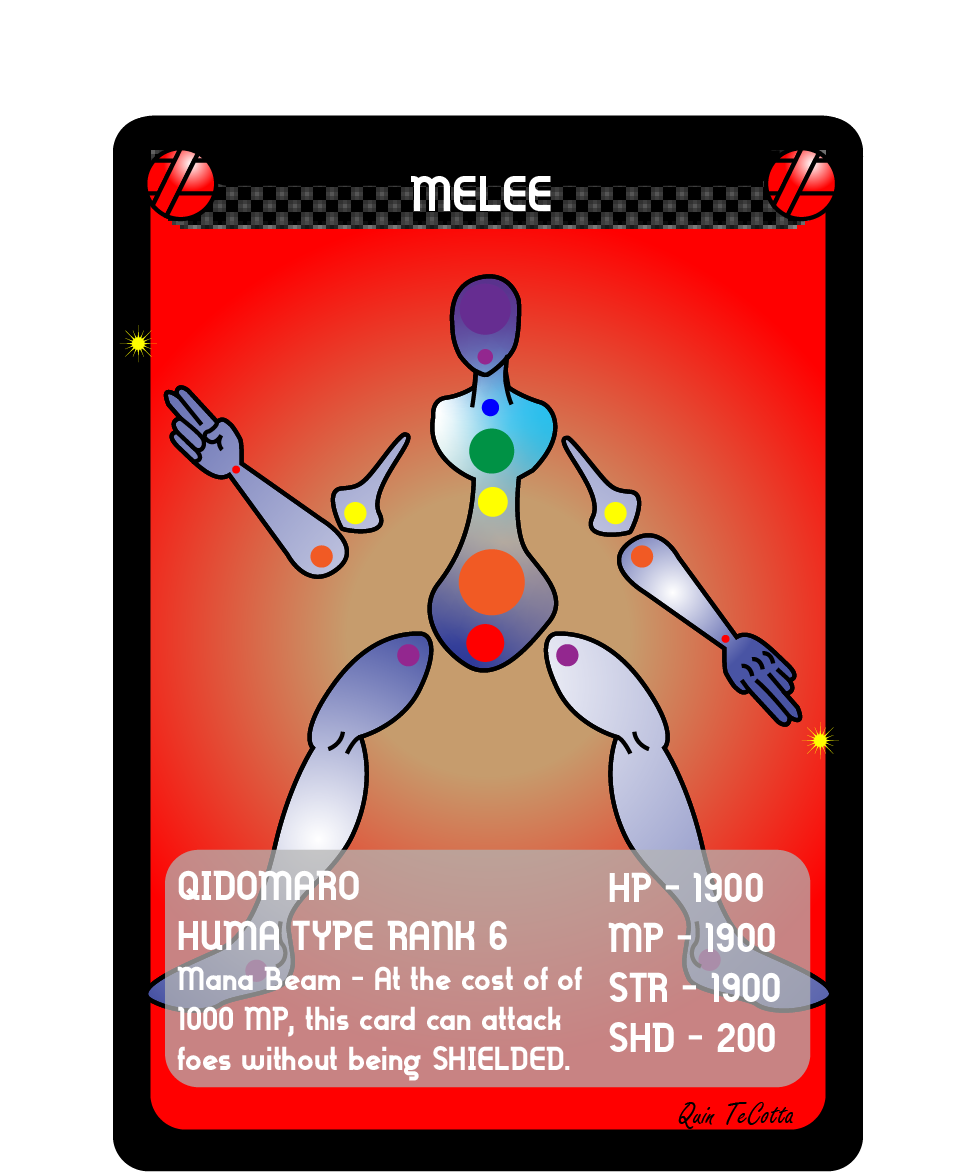 MELEE
QIDOMARO
HUMA TYPE RANK 6
Mana Beam - At the cost of of
1000 MP, this card can attack
foes without being SHIELDED.
HP - 1900
MP - 1900
STR - 1900
SHD - 200
Quin TeCotta